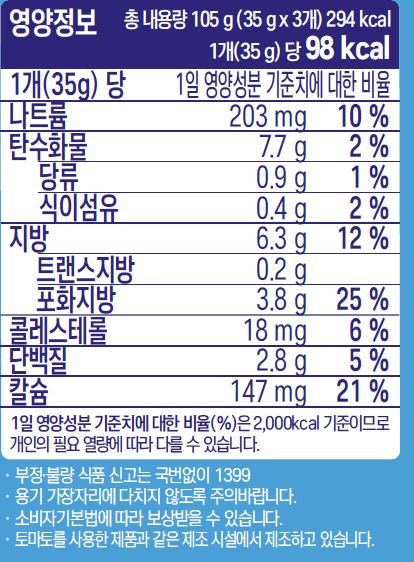 영양정보 총 내용량 105 g (35 g x 3개) 294 kcal
1개(35 g) 당 98 kcal
1개(35g) 당 1일 영양성분 기준치에 대한 비율
나트륨 203 mg 10 %
탄수화물 7.7 g 2 %
당류 0.9 g 1 %
식이섬유 0.4 g 2 %
지방 6.3 g 12 %
트랜스지방 0.2 g
포화지방 3.8 g 25 %
콜레스테롤 18 mg 6 %
단백질 2.8 g 5 %
칼슘 147 mg 21 %
1일 영양성분 기준치에 대한 비율(%)은 2,000kcal 기준이므로
개인의 필요 열량에 따라 다를 수 있습니다.
· 부정·불량 식품 신고는 국번없이 1399
· 용기 가장자리에 다치지 않도록 주의바랍니다.
· 소비자기본법에 따라 보상받을 수 있습니다.
· 토마토를 사용한 제품과 같은 제조 시설에서 제조하고 있습니다.